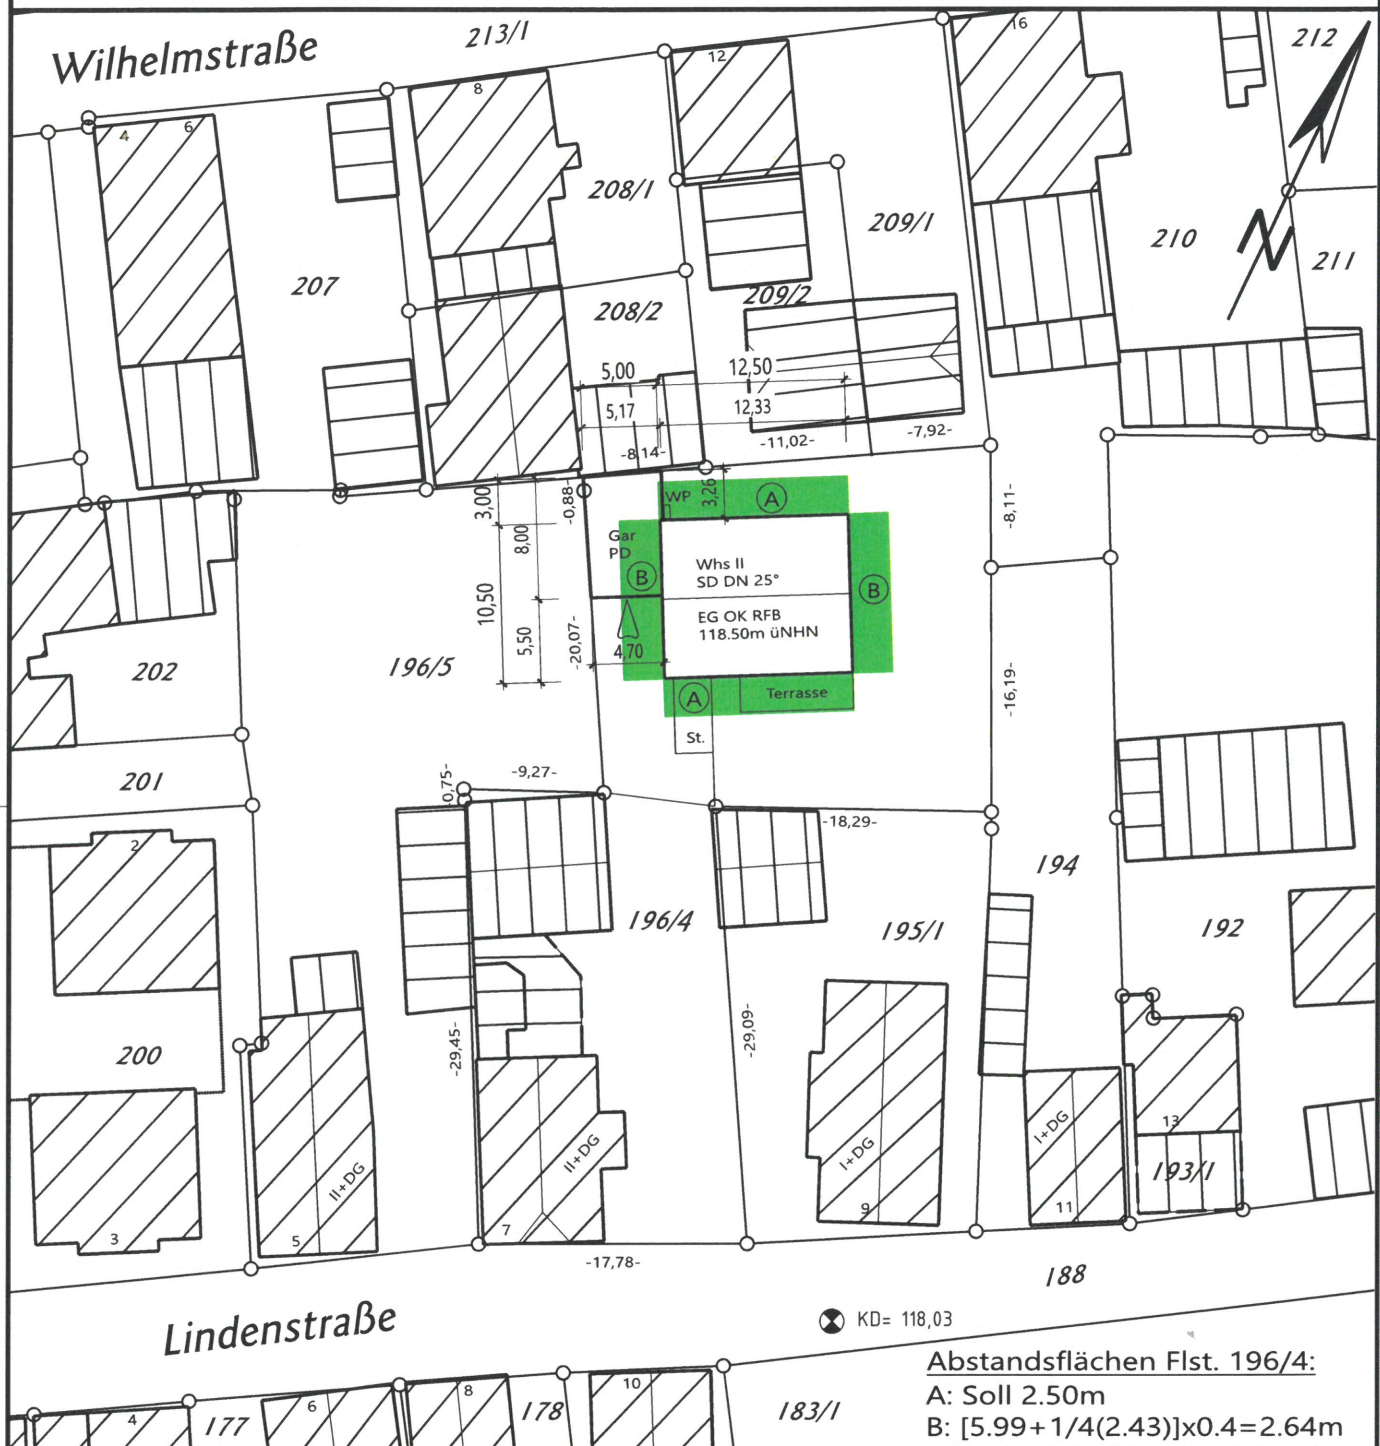 Wilhelmstraße
213/1
212
16
12
8
4
6
208/1
209/1
210
211
207
208/2
209/2
5,00
12,50
5,17
12,33
-11,02-
-7,92-
-8,14-
3,00
8,00
-0,88-
WP
3,26
A
-8,11-
Gar
PD
B
Whs II
SD DN 25°
B
EG OK RFB
118.50m üNHN
10,50
5,50
-20,07-
4,70
202
196/5
A
Terrasse
-16,19-
St.
201
-0,75-
-9,27-
-18,29-
2
194
196/4
195/1
192
200
-29,45-
-29,09-
II+DG
II+DG
I+DG
I+DG
13
193/1
3
5
7
9
11
-17,78-
188
Lindenstraße
KD= 118,03
Abstandsflächen Flst. 196/4:
A: Soll 2.50m
B: [5.99+1/4(2.43)]x0.4=2.64m
4
177
6
8
178
10
183/1